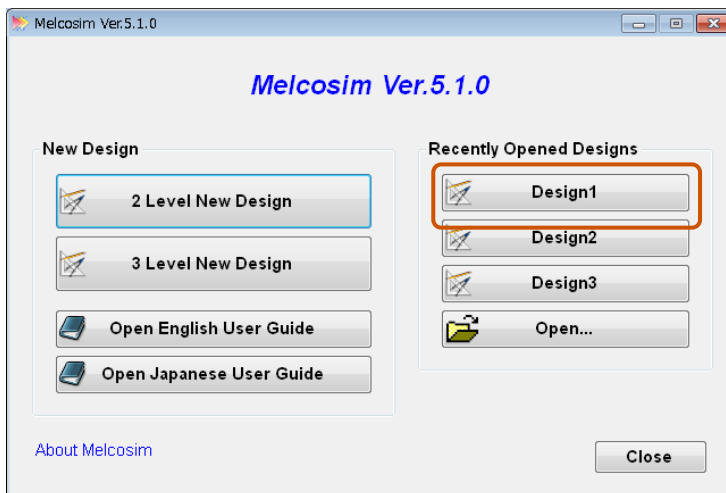 Melcosim Ver.5.1.0
Melcosim Ver.5.1.0
New Design
2 Level New Design
3 Level New Design
Open English User Guide
Open Japanese User Guide
Recently Opened Designs
Design1
Design2
Design3
Open...
About Melcosim
Close